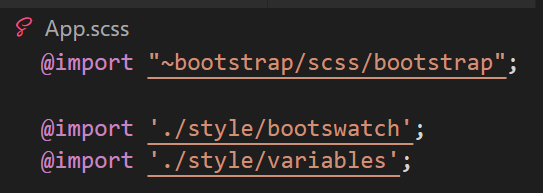 App.scss
@import "~bootstrap/scss/bootstrap";
@import './style/bootswatch';
@import './style/variables';